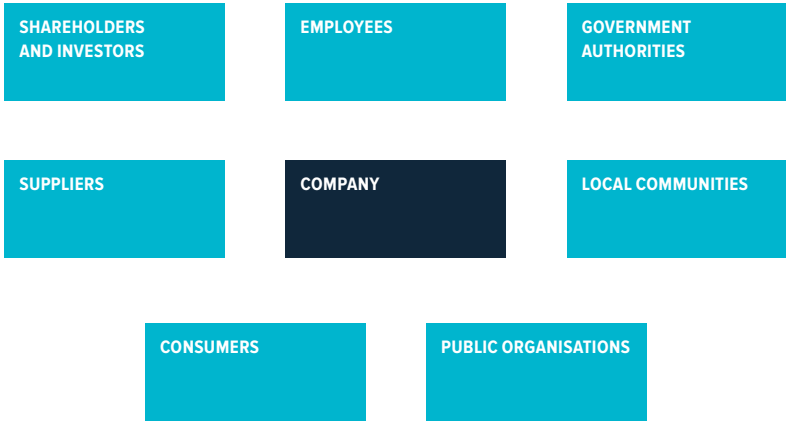 SHAREHOLDERS
AND INVESTORS
EMPLOYEES
GOVERNMENT
AUTHORITIES
SUPPLIERS
COMPANY
LOCAL COMMUNITIES
CONSUMERS
PUBLIC ORGANISATIONS